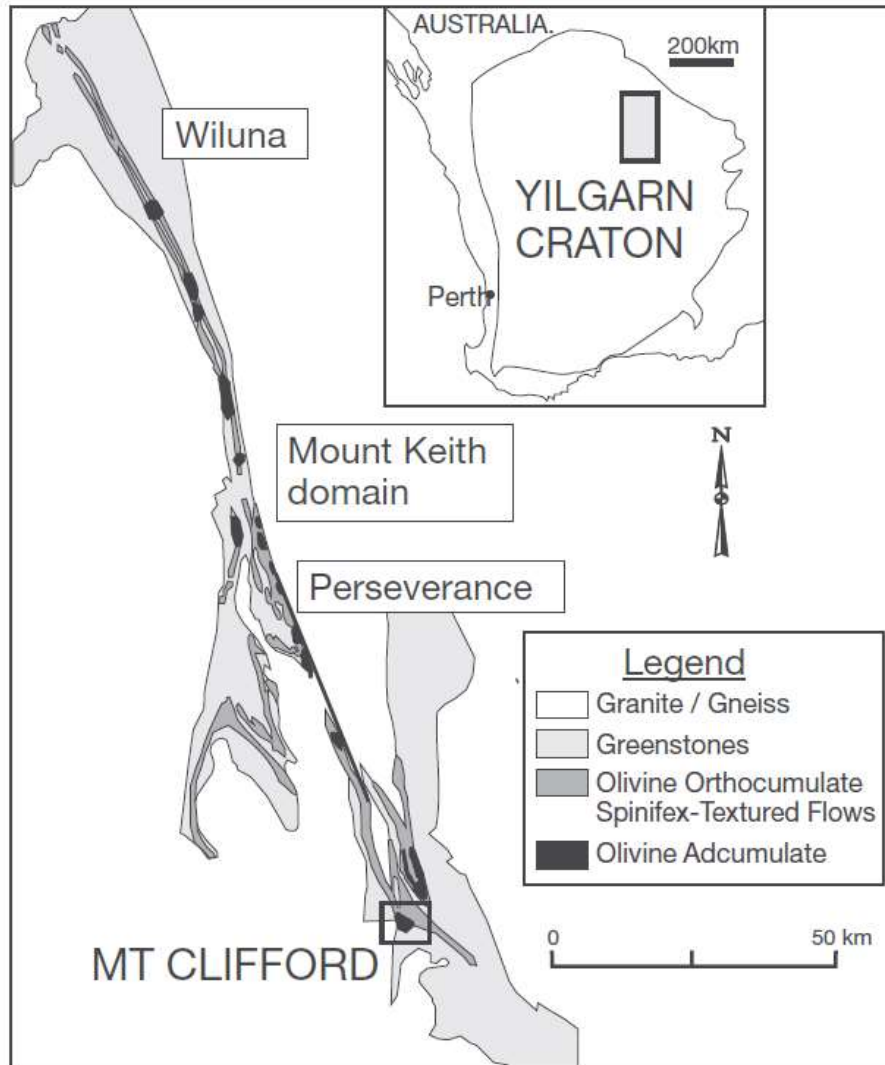 AUSTRALIA.
200km
YILGARN
CRATON
Perth
Wiluna
Mount Keith
domain
N
Perseverance
Legend
Granite / Gneiss
Greenstones
Olivine Orthocumulate
Spinifex-Textured Flows
Olivine Adcumulate
MT CLIFFORD
0
50 km